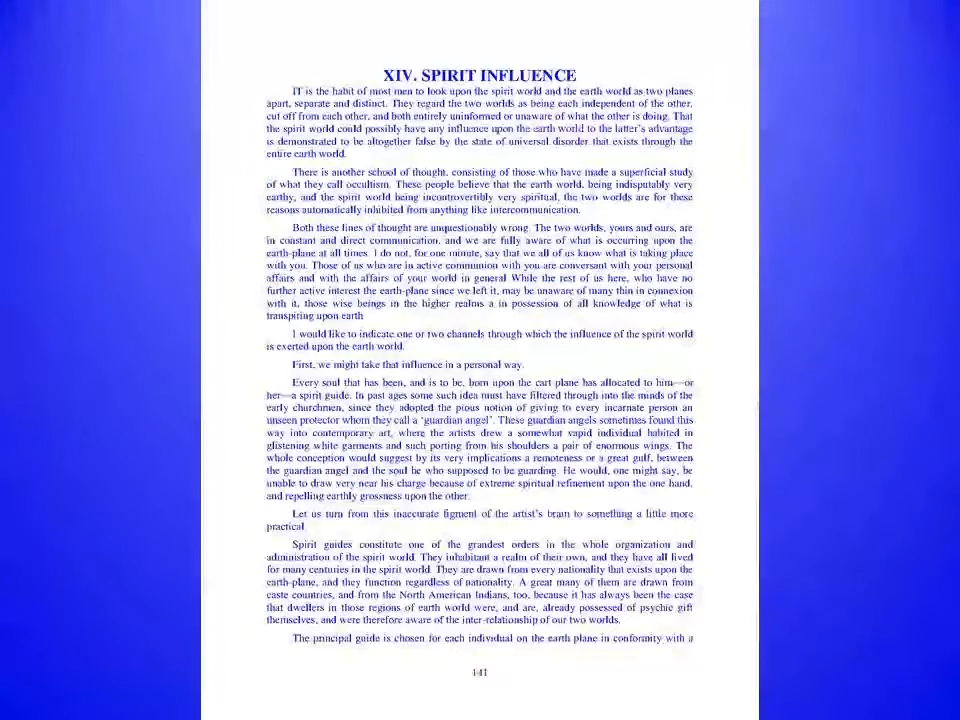 XIV. SPIRIT INFLUENCE
IT is the habit of most men to look upon the spirit world and the earth world as two planes
apart, separate and distinct. They regard the two worlds as being each independent of the other,
cut off from each other, and both entirely uninformed or unaware of what the other is doing. That
the spirit world could possibly have any influence upon the earth world to the latter's advantage
is demonstrated to be altogether false by the state of universal disorder that exists through the
entire earth world.
There is another school of thought, consisting of those who have made a superficial study
of what they call occultism. These people believe that the earth world, being indisputably very
earthy, and the spirit world being incontrovertibly very spiritual, the two worlds are for these
reasons automatically inhibited from anything like intercommunication.
Both these lines of thought are unquestionably wrong. The two worlds, yours and ours, are
in constant and direct communication, and we are fully aware of what is occurring upon the
earth-plane at all times. I do not, for one minute, say that we all of us know what is taking place
with you. Those of us who are in active communion with you are conversant with your personal
affairs and with the affairs of your world in general While the rest of us here, who have no
further active interest the earth-plane since we left it, may be unaware of many thin in connexion
with it, those wise beings in the higher realms a in possession of all knowledge of what is
transpiring upon earth
I would like to indicate one or two channels through which the influence of the spirit world
is exerted upon the earth world.
First, we might take that influence in a personal way.
Every soul that has been, and is to be, born upon the cart plane has allocated to him—or
her—a spirit guide. In past ages some such idea must have filtered through into the minds of the
early churchmen, since they adopted the pious notion of giving to every incarnate person an
unseen protector whom they call a 'guardian angel'. These guardian angels sometimes found this
way into contemporary art, where the artists drew a somewhat vapid individual habited in
glistening white garments and such porting from his shoulders a pair of enormous wings. The
whole conception would suggest by its very implications a remoteness or a great gulf, between
the guardian angel and the soul he who supposed to be guarding. He would, one might say, be
unable to draw very near his charge because of extreme spiritual refinement upon the one hand,
and repelling earthly grossness upon the other.
Let us turn from this inaccurate figment of the artist's brain to something a little more
practical
Spirit guides constitute one of the grandest orders in the whole organization and
administration of the spirit world. They inhabitant a realm of their own, and they have all lived
for many centuries in the spirit world. They are drawn from every nationality that exists upon the
earth-plane, and they function regardless of nationality. A great many of them are drawn from
caste countries, and from the North American Indians, too, because it has always been the case
that dwellers in those regions of earth world were, and are, already possessed of psychic gift
themselves, and were therefore aware of the inter-relationship of our two worlds.
The principal guide is chosen for each individual on the earth plane in conformity with a
141